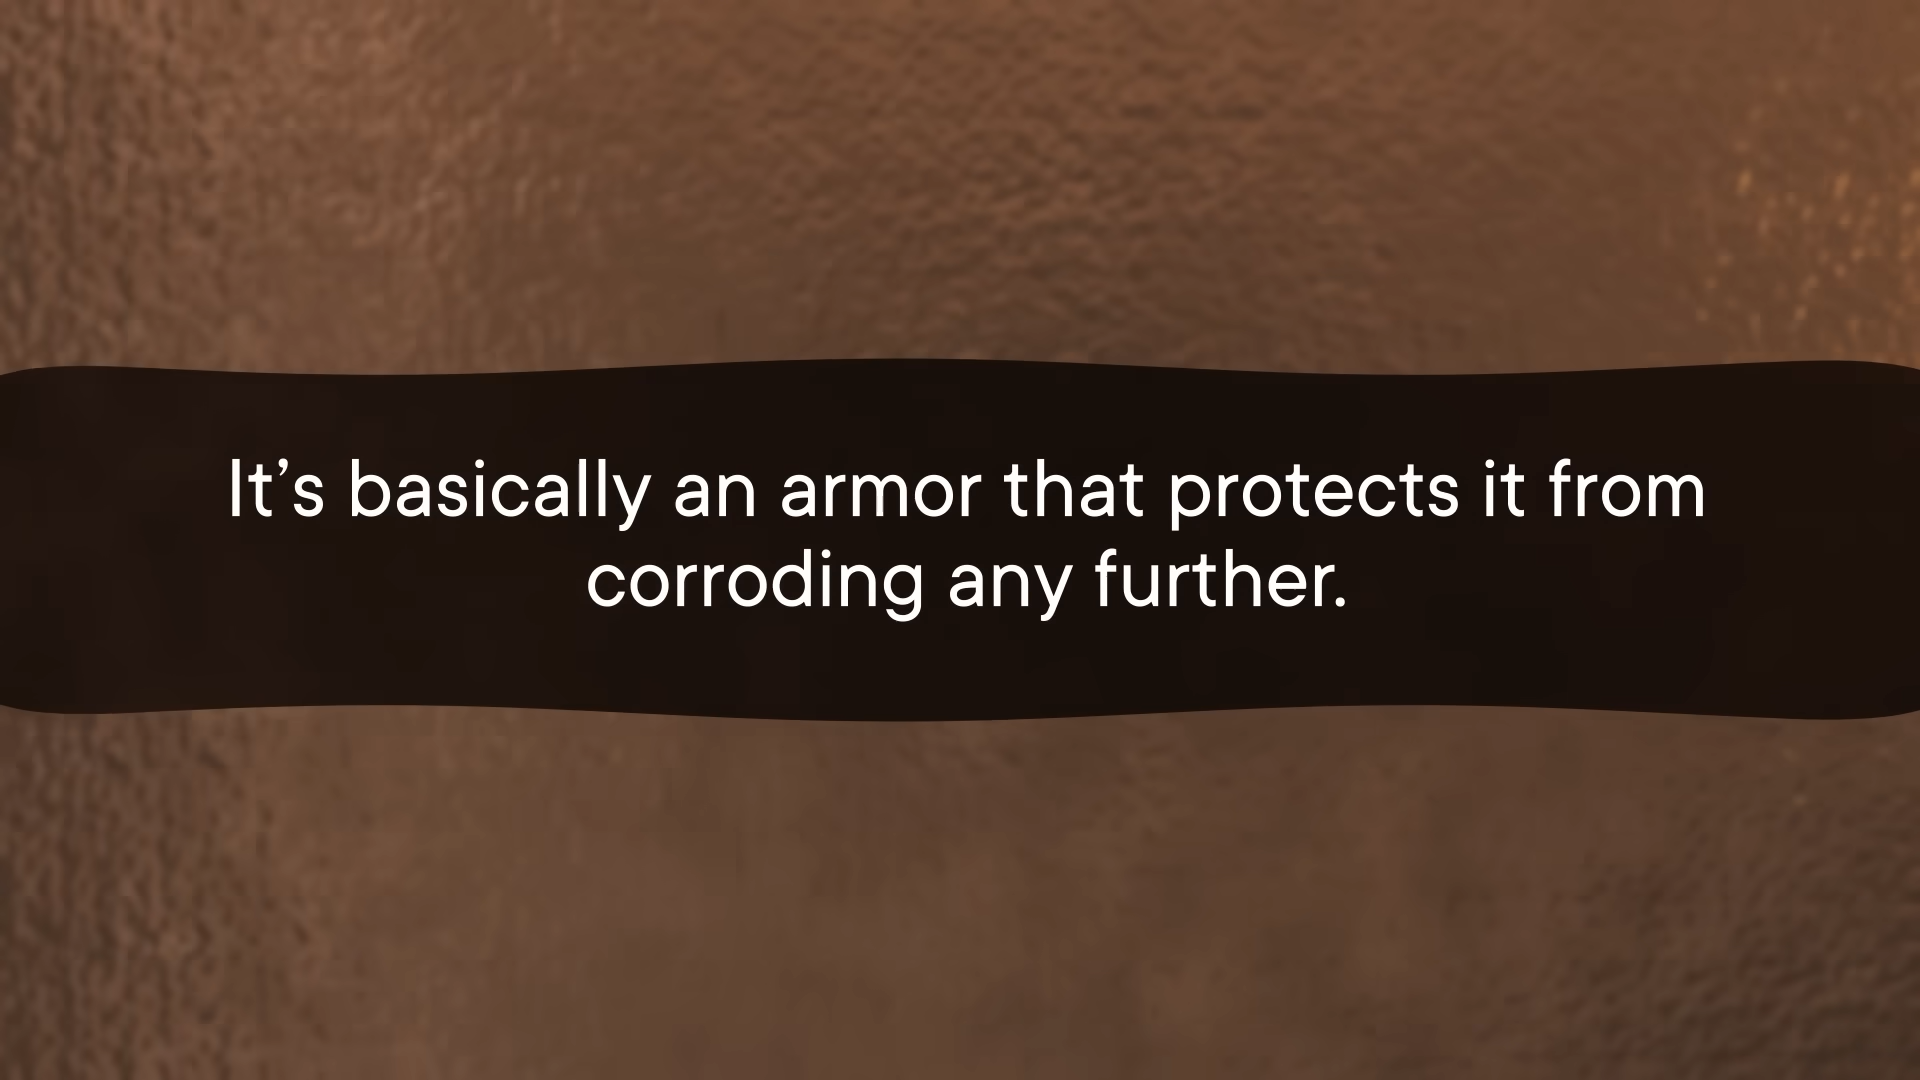 It’s basically an armor that protects it from
corroding any further.